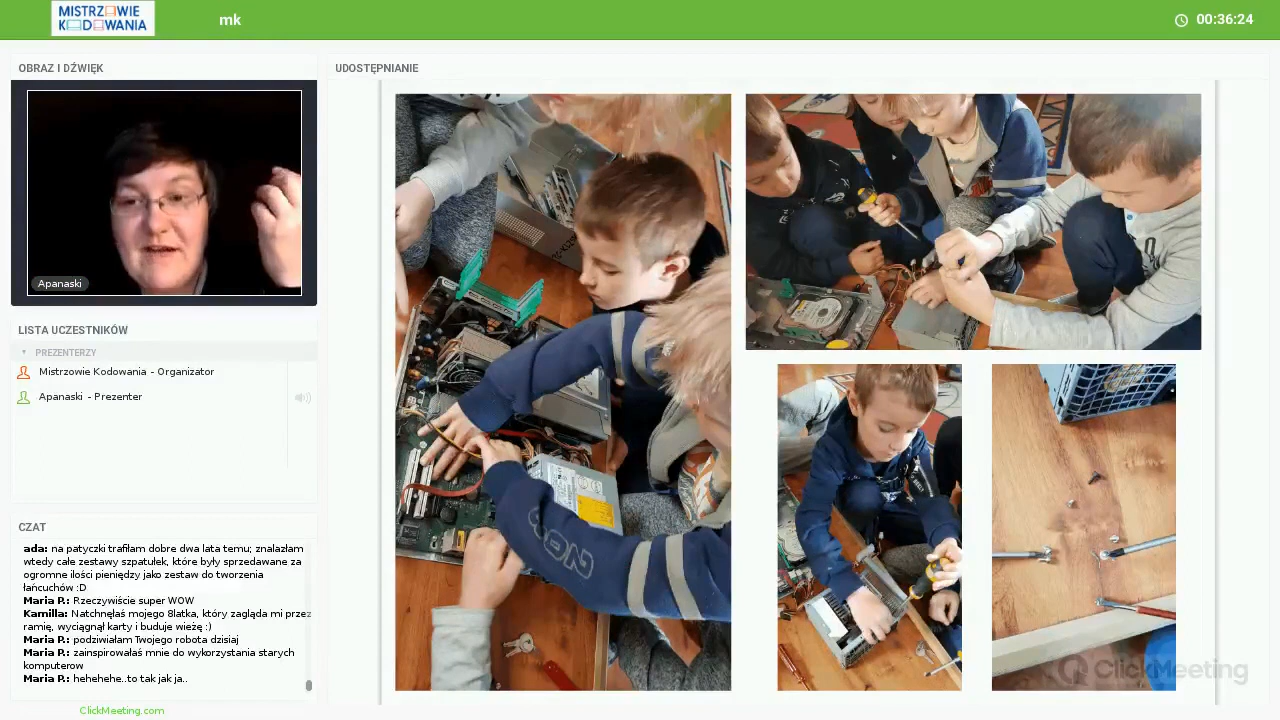 MISTRZOWIE
KODOWANIA
mk
00:36:24
OBRAZ I DŹWIĘK
UDOSTĘPNIANIE
Apanaski
LISTA UCZESTNIKÓW
PREZENTERZY
Mistrzowie Kodowania - Organizator
Apanaski - Prezenter
CZAT
ada: na patyczki trafiłam dobre dwa lata temu; znalazłam
wtedy całe zestawy szpatułek, które były sprzedawane za
ogromne ilości pieniędzy jako zestaw do tworzenia
łańcuchów :D
Maria P.: Rzeczywiście super WOW
Kamilla: Natchnęłaś mojego 8latka, który zagląda mi przez
ramię, wyciągnął karty i buduje wieżę :)
Maria P.: podziwiałam Twojego robota dzisiaj
Maria P.: zainspirowałaś mnie do wykorzystania starych
komputerow
Maria P.: hehehehe..to tak jak ja..
ClickMeeting.com
ClickMeeting